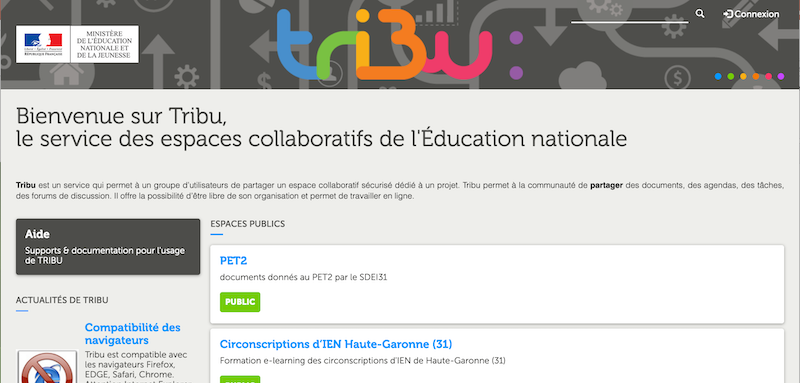 Connexion
MINISTÈRE
DE L'ÉDUCATION
NATIONALE ET
DE LA JEUNESSE
RÉPUBLIQUE FRANÇAISE
tribu:
Bienvenue sur Tribu,
le service des espaces collaboratifs de l'Éducation nationale
Tribu est un service qui permet à un groupe d'utilisateurs de partager un espace collaboratif sécurisé dédié à un projet. Tribu permet à la communauté de partager des documents, des agendas, des tâches,
des forums de discussion. Il offre la possibilité d'être libre de son organisation et permet de travailler en ligne.
Aide
Supports & documentation pour l'usage
de TRIBU
ACTUALITÉS DE TRIBU
Compatibilité des
navigateurs
Tribu est compatible avec
les navigateurs Firefox,
EDGE, Safari, Chrome.
Attention Internet Explorer
ESPACES PUBLICS
PET2
documents donnés au PET2 par le SDEI31
PUBLIC
Circonscriptions d'IEN Haute-Garonne (31)
Formation e-learning des circonscriptions d'IEN de Haute-Garonne (31)
PUBLIC